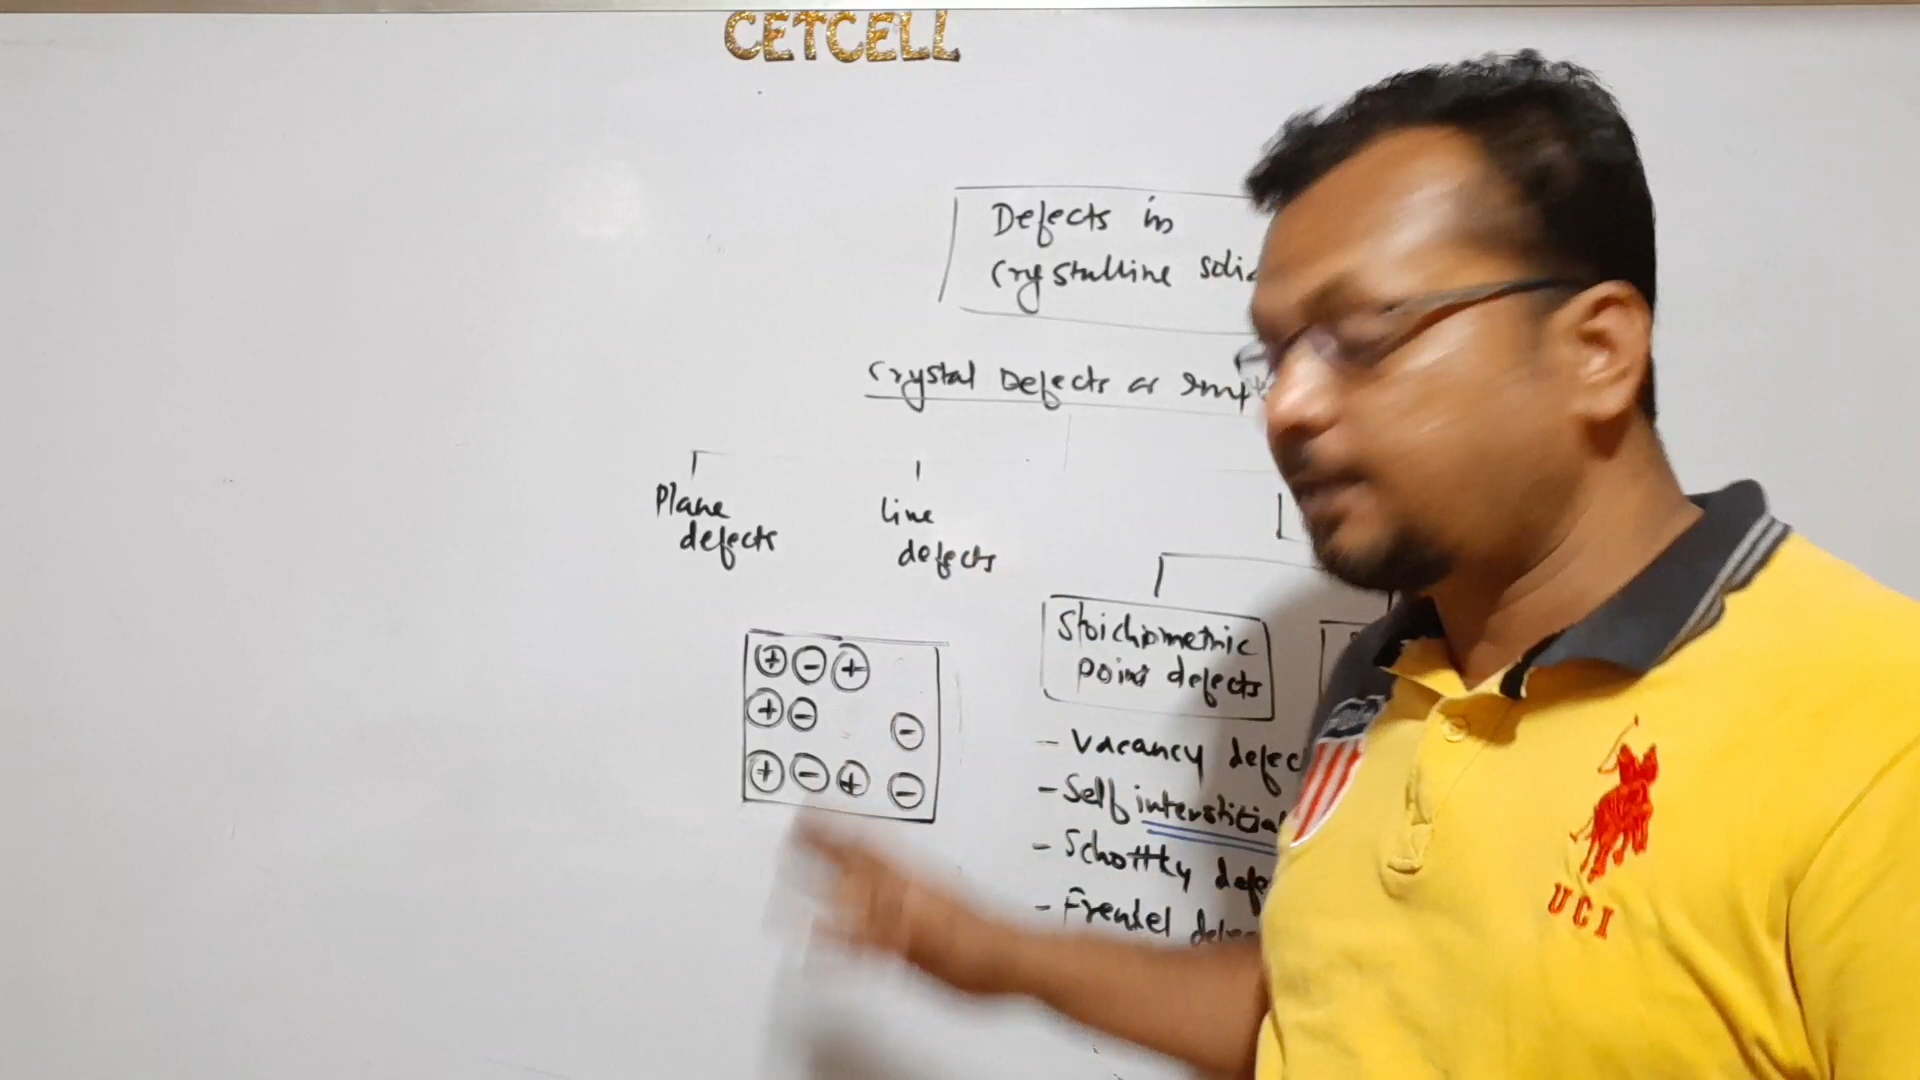 CETCELL
Defects in
Crystalline
Crystal Defects or
Plane
defects
line
defects
Stoichiometric
point defects
- Vacancy
- Self
- Schottky
- Frenkel
+ - +
+ - -
+ - + -
UCI